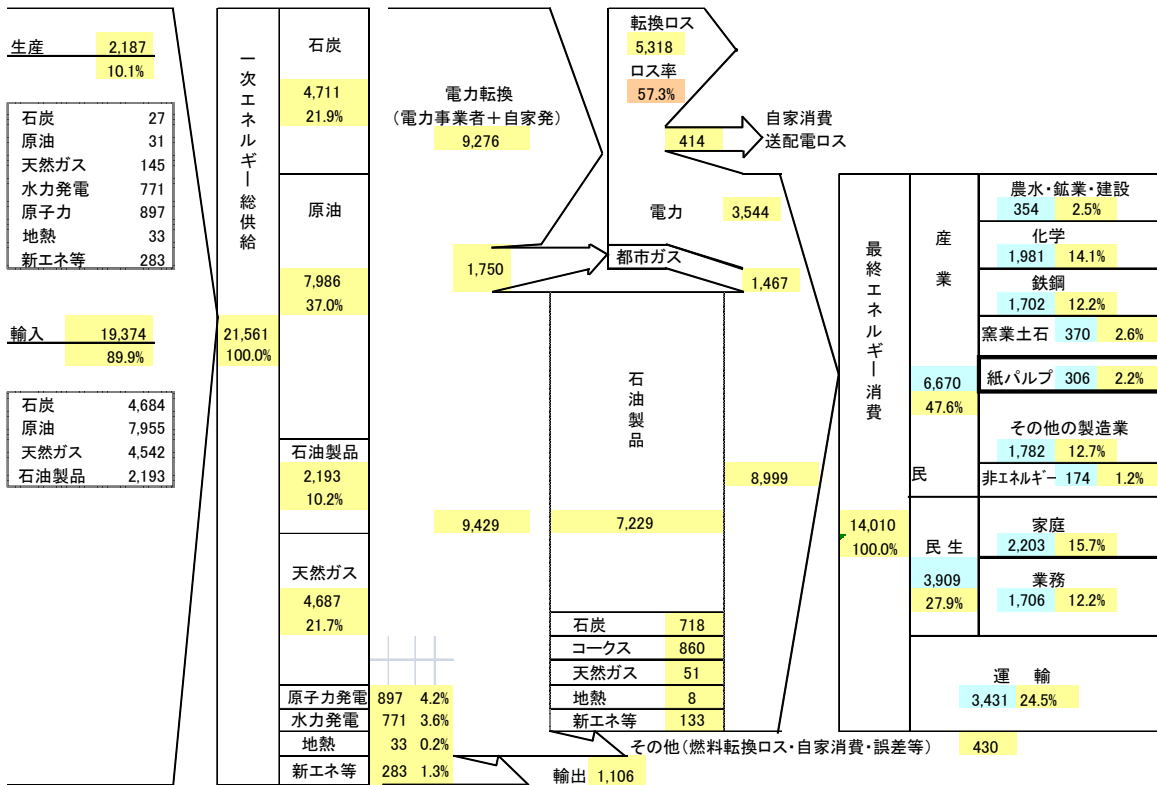 生産 2,187
10.1%
石炭 27
原油 31
天然ガス 145
水力発電 771
原子力 897
地熱 33
新エネ等 283
輸入 19,374
89.9%
石炭 4,684
原油 7,955
天然ガス 4,542
石油製品 2,193
一次エネルギー総供給
21,561
100.0%
石炭
4,711
21.9%
原油
7,986
37.0%
石油製品
2,193
10.2%
天然ガス
4,687
21.7%
原子力発電 897 4.2%
水力発電 771 3.6%
地熱 33 0.2%
新エネ等 283 1.3%
電力転換
(電力事業者+自家発)
9,276
1,750
9,429
転換ロス
5,318
ロス率
57.3%
414
自家消費
送配電ロス
電力 3,544
都市ガス
1,467
石油製品
7,229
8,999
石炭 718
コークス 860
天然ガス 51
地熱 8
新エネ等 133
その他(燃料転換ロス・自家消費・誤差等) 430
輸出 1,106
最終エネルギー消費
14,010
100.0%
産業
6,670
47.6%
民
農水・鉱業・建設
354 2.5%
化学
1,981 14.1%
鉄鋼
1,702 12.2%
窯業土石 370 2.6%
紙パルプ 306 2.2%
その他の製造業
1,782 12.7%
非エネルギー 174 1.2%
民生
3,909
27.9%
家庭
2,203 15.7%
業務
1,706 12.2%
運輸
3,431 24.5%